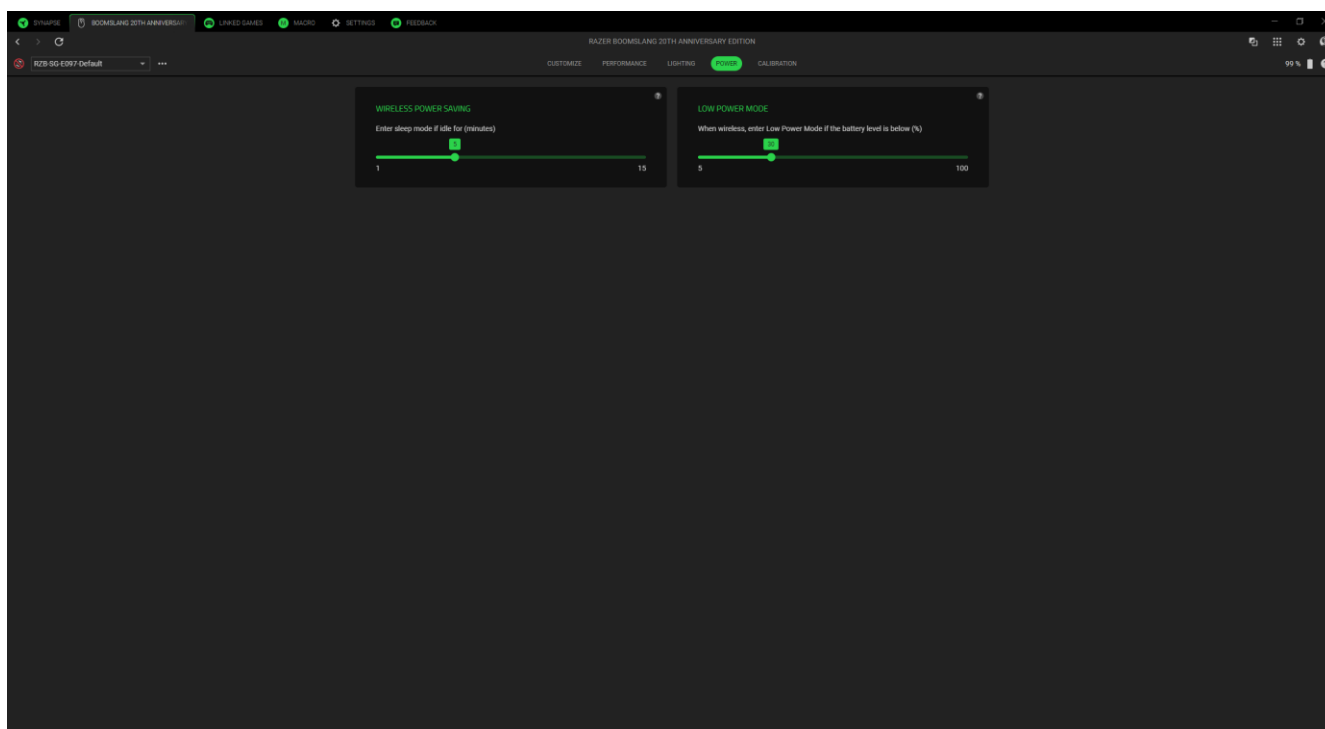 SYNAPSE
BOOMSLANG 20TH ANNIVERSARY
LINKED GAMES
MACRO
SETTINGS
FEEDBACK
RAZER BOOMSLANG 20TH ANNIVERSARY EDITION
RZB-SG-E097-Default
CUSTOMIZE
PERFORMANCE
LIGHTING
POWER
CALIBRATION
99 %
WIRELESS POWER SAVING
Enter sleep mode if idle for (minutes)
5
1
15
LOW POWER MODE
When wireless, enter Low Power Mode if the battery level is below (%)
30
5
100